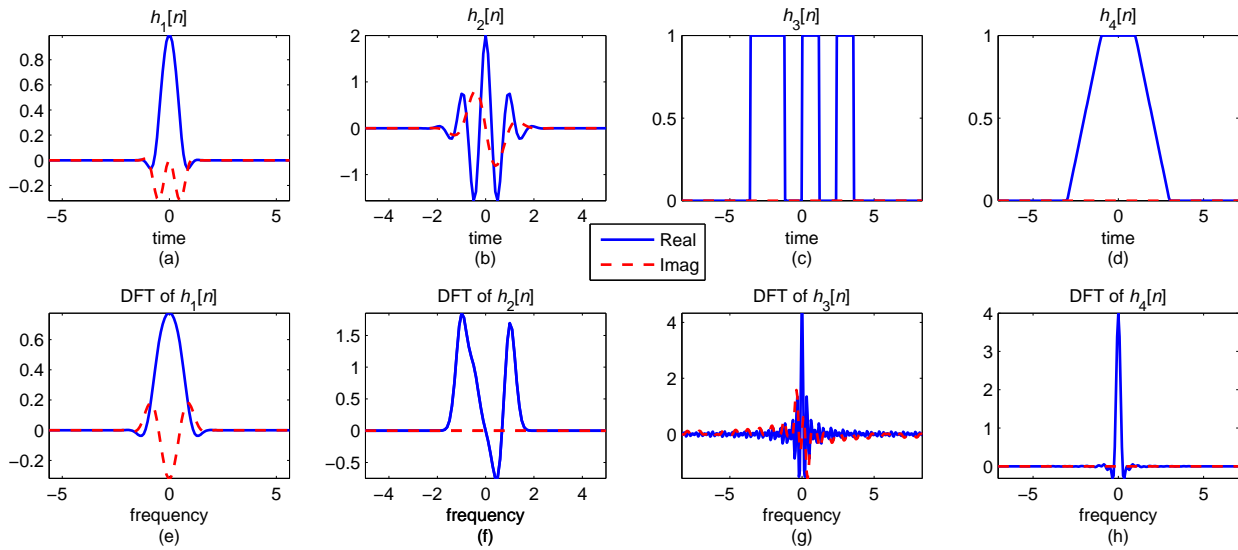 h₁[n]
0.8
0.6
0.4
0.2
0
−0.2
−5 0 5
time
(a)
h₂[n]
2
1
0
−1
−4 −2 0 2 4
time
(b)
h₃[n]
1
0.5
0
−5 0 5
time
(c)
h₄[n]
1
0.5
0
−5 0 5
time
(d)
Real
Imag
DFT of h₁[n]
0.6
0.4
0.2
0
−0.2
−5 0 5
frequency
(e)
DFT of h₂[n]
1.5
1
0.5
0
−0.5
−4 −2 0 2 4
frequency
(f)
DFT of h₃[n]
4
2
0
−5 0 5
frequency
(g)
DFT of h₄[n]
4
3
2
1
0
−5 0 5
frequency
(h)